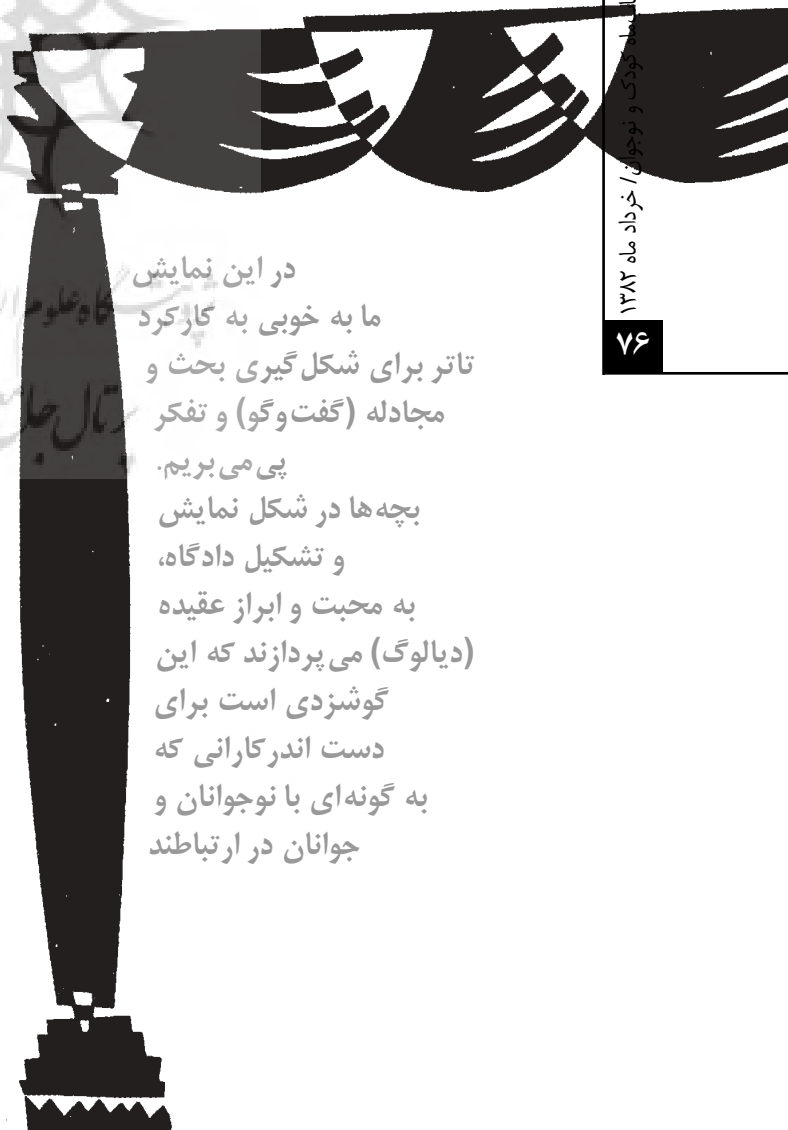 در این نمایش
ما به خوبی به کارکرد
تاتر برای شکل‌گیری بحث و
مجادله (گفت‌وگو) و تفکر
پی‌می‌بریم.
بچه‌ها در شکل نمایش
و تشکیل دادگاه،
به محبت و ابراز عقیده
(دیالوگ) می‌پردازند که این
گوشزدی است برای
دست اندرکارانی که
به گونه‌ای با نوجوانان و
جوانان در ارتباطند
کودک و نوجوان/ خرداد ماه ۱۳۸۲
۷۶